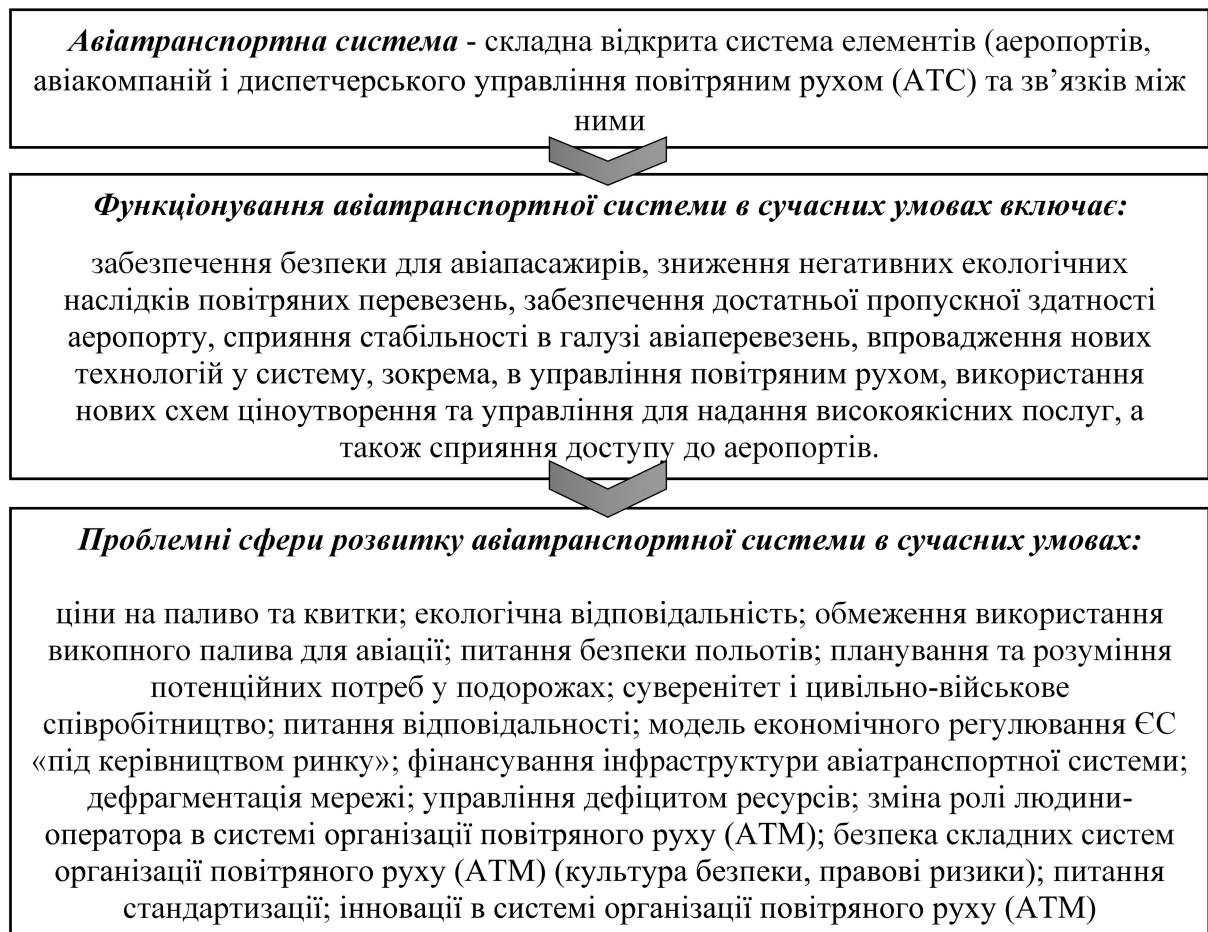 Авіатранспортна система - складна відкрита система елементів (аеропортів,
авіакомпаній і диспетчерського управління повітряним рухом (АТС) та зв’язків між
ними
Функціонування авіатранспортної системи в сучасних умовах включає:
забезпечення безпеки для авіапасажирів, зниження негативних екологічних
наслідків повітряних перевезень, забезпечення достатньої пропускної здатності
аеропорту, сприяння стабільності в галузі авіаперевезень, впровадження нових
технологій у систему, зокрема, в управління повітряним рухом, використання
нових схем ціноутворення та управління для надання високоякісних послуг, а
також сприяння доступу до аеропортів.
Проблемні сфери розвитку авіатранспортної системи в сучасних умовах:
ціни на паливо та квитки; екологічна відповідальність; обмеження використання
викопного палива для авіації; питання безпеки польотів; планування та розуміння
потенційних потреб у подорожах; суверенітет і цивільно-військове
співробітництво; питання відповідальності; модель економічного регулювання ЄС
«під керівництвом ринку»; фінансування інфраструктури авіатранспортної системи;
дефрагментація мережі; управління дефіцитом ресурсів; зміна ролі людини-
оператора в системі організації повітряного руху (АТМ); безпека складних систем
організації повітряного руху (АТМ) (культура безпеки, правові ризики); питання
стандартизації; інновації в системі організації повітряного руху (АТМ)